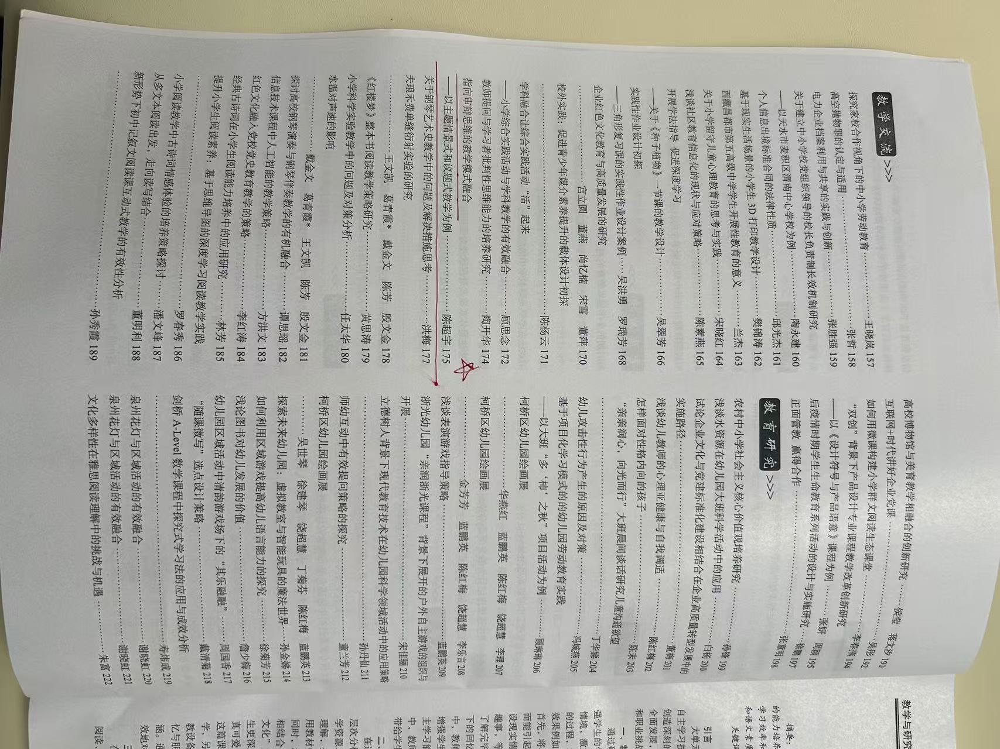 教学交流 >>>
探究家校合作视角下的中小学劳动教育…………王晓岚 157
高空抛物罪的认定与适用…………张哲 158
电力企业档案利用与共享的实践与创新…………张胜强 159
关于建立中小学校党组织领导的校长负责制长效机制研究
——以天水市麦积区渭南中心学校为例…………陶永建 160
个人信息出境标准合同的法律性质…………邱光杰 161
基于现实生活场景的小学生 3D 打印教学设计…………樊锦涛 162
西藏昌都市第五高级中学学生开展性教育的意义…………兰杰 163
关于小学留守儿童心理教育的思考与实践…………宋晓红 164
浅谈社区教育信息化的现状与应对策略…………陈素燕 165
开展学法指导 促进深度学习
——关于《种子植物》一节课的教学设计…………吴翠芳 166
实践性作业设计初探
——三角形复习课的实践性作业设计案例……吴洪勇 罗瑞芳 168
企业红色文化教育与高质量发展的研究
…………宫立圆 董燕 尚忆楠 宋雪 董萍 170
校外实践：促进青少年媒介素养提升的载体设计初探
…………陈杨云 171
学科融合让综合实践活动“活”起来
——小学综合实践活动与学科教学的有效融合…………顾思念 172
教师提问与学习者批判性思维能力的培养研究…………陶开华 174
指向审辩思维的教学模式融合
——以主题情景式和议题式教学为例…………陈超宇 175
关于钢琴艺术史教学中的问题及解决措施思考…………洪梅 177
夫琅禾费单缝衍射实验的研究
…………王文凯 葛青霞* 戴金文 陈芳 殷文金 178
《红楼梦》整本书阅读教学策略研究…………黄思涛 179
小学科学实验教学中的问题及对策分析…………任太华 180
水温对声速的影响
…………戴金文 葛青霞* 王文凯 陈芳 殷文金 181
探讨高校钢琴演奏与钢琴伴奏教学的有机融合…………谭思瑶 182
信息技术课程中人工智能的教学策略…………方洪文 183
红色文化融入党校党史教育教学的策略…………李红涛 184
经典古诗词在小学生阅读能力培养中的应用研究…………林芳 185
提升小学生阅读素养：基于思维导图的深度学习阅读教学实践
…………罗春秀 186
小学阅读教学中古诗词情感体验的培养策略探讨…………潘文峰 187
从多文本阅读出发，走向读写结合…………董明利 188
新形势下初中记叙文阅读课互动式教学的有效性分析
…………孙秀霞 189
高校博物馆与美育教学相融合的创新研究…………侯莹 蒋文汐 190
互联网+时代讲好企业党课…………吴彤 192
如何用微课构建小学群文阅读生态课堂…………李春燕 194
“双创”背景下产品设计专业课程教学改革创新研究
——以《设计符号与产品语意》课程为例…………张妍 周颖 195
后疫情时期学生生命教育系列活动的设计与实施研究……徐鹏 197
正面管教 赢得合作…………张童明 198
教育研究 >>>
农村中小学社会主义核心价值观培养研究…………孙锋 199
浅谈水资源在幼儿园大班科学活动中的应用…………白杨 200
试论企业文化与党建标准化建设相结合在企业高质量转型发展中的
实施路径…………董梅 201
浅谈幼儿教师的心理亚健康与自我调适…………陈红梅 202
怎样面对性格内向的孩子…………陈未 203
“亲亲润心，向光而行”大班晨间谈话研究儿童沟通欲望
…………丁华娣 204
幼儿攻击性行为产生的原因及对策…………冯城燕 205
基于项目化学习模式的的幼儿园劳动教育实践
——以大班“多‘柿’之秋”项目活动为例…………顾琳琳 206
柯桥区幼儿园绘画展
…………华燕红 蓝鹏英 陈红梅 饶超慧 李理 207
柯桥区幼儿园绘画展
…………金芳芳 蓝鹏英 陈红梅 饶超慧 李乐言 208
浅谈表演游戏指导策略…………蓝鹏英 209
浙光幼儿园“亲润浙光课程”背景下展开的户外自主游戏的组织与
开展…………宋佳骊 210
立德树人背景下现代教育技术在幼儿园科学领域活动中的应用策略
…………孙丹仙 211
师幼互动中有效提问策略的探究…………童兰芳 212
柯桥区幼儿园绘画展
………吴世琴 徐建琴 饶超慧 丁菊芬 陈红梅 蓝鹏英 213
探索未来幼儿园：虚拟教室与智能玩具的魔法世界……孙金娣 214
如何利用区域游戏提高幼儿语言能力的探究…………徐菊芳 215
浅论图书对幼儿发展的价值…………詹少梅 216
幼儿园区域活动中清韵游戏场下的“其乐融融”……周国香 217
“随课微写”选点设计策略…………戴清菊 218
剑桥 A-Level 数学课程中探究式学习法的应用与成效分析
…………寿炜成 219
泉州花灯与区域活动的有效融合…………谢晓虹 220
泉州花灯与区域活动的有效融合…………谢晓虹 221
文化多样性在雅思阅读理解中的挑战与机遇…………朱富 222
教学与研究
摘要：
的能力培养
学习效率和
和语文素质
关键词
引言
大单元
自主学习技
创造深刻的
全面发展，
和职业挑战